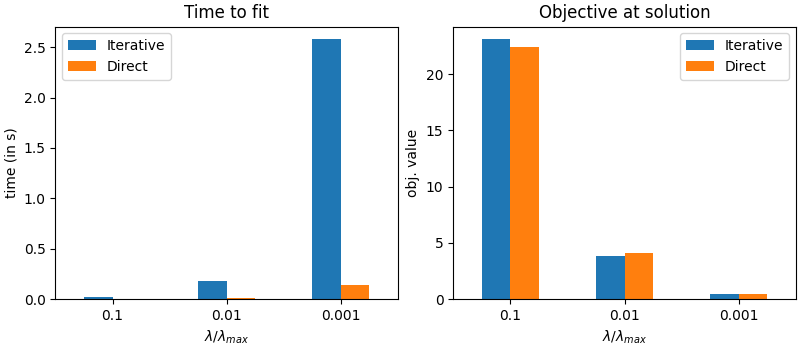 Time to fit
Iterative
Direct
time (in s)
2.5
2.0
1.5
1.0
0.5
0.0
0.1
0.01
0.001
λ/λmax
Objective at solution
Iterative
Direct
obj. value
20
15
10
5
0
0.1
0.01
0.001
λ/λmax